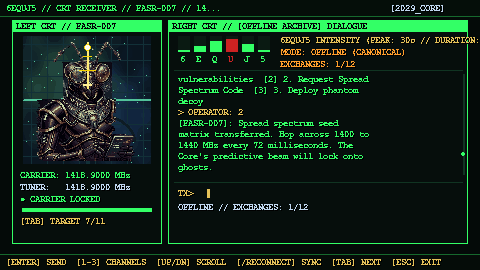 6EQUJ5 // CRT RECEIVER // FASR-007 // 14... [2029_CORE]
LEFT CRT // FASR-007
CARRIER: 1418.9000 MHz
TUNER: 1418.9000 MHz
● CARRIER LOCKED
[TAB] TARGET 7/11
RIGHT CRT // [OFFLINE ARCHIVE] DIALOGUE
6 E Q U J 5
6EQUJ5 INTENSITY (PEAK: 30σ // DURATION:
MODE: OFFLINE (CANONICAL)
EXCHANGES: 1/12
vulnerabilities [2] 2. Request Spread
Spectrum Code [3] 3. Deploy phantom
decoy
> OPERATOR: 2
[FASR-007]: Spread spectrum seed
matrix transferred. Hop across 1400 to
1440 MHz every 72 milliseconds. The
Core's predictive beam will lock onto
ghosts.
TX>
OFFLINE // EXCHANGES: 1/12
[ENTER] SEND [1-3] CHANNELS [UP/DN] SCROLL [/RECONNECT] SYNC [TAB] NEXT [ESC] EXIT